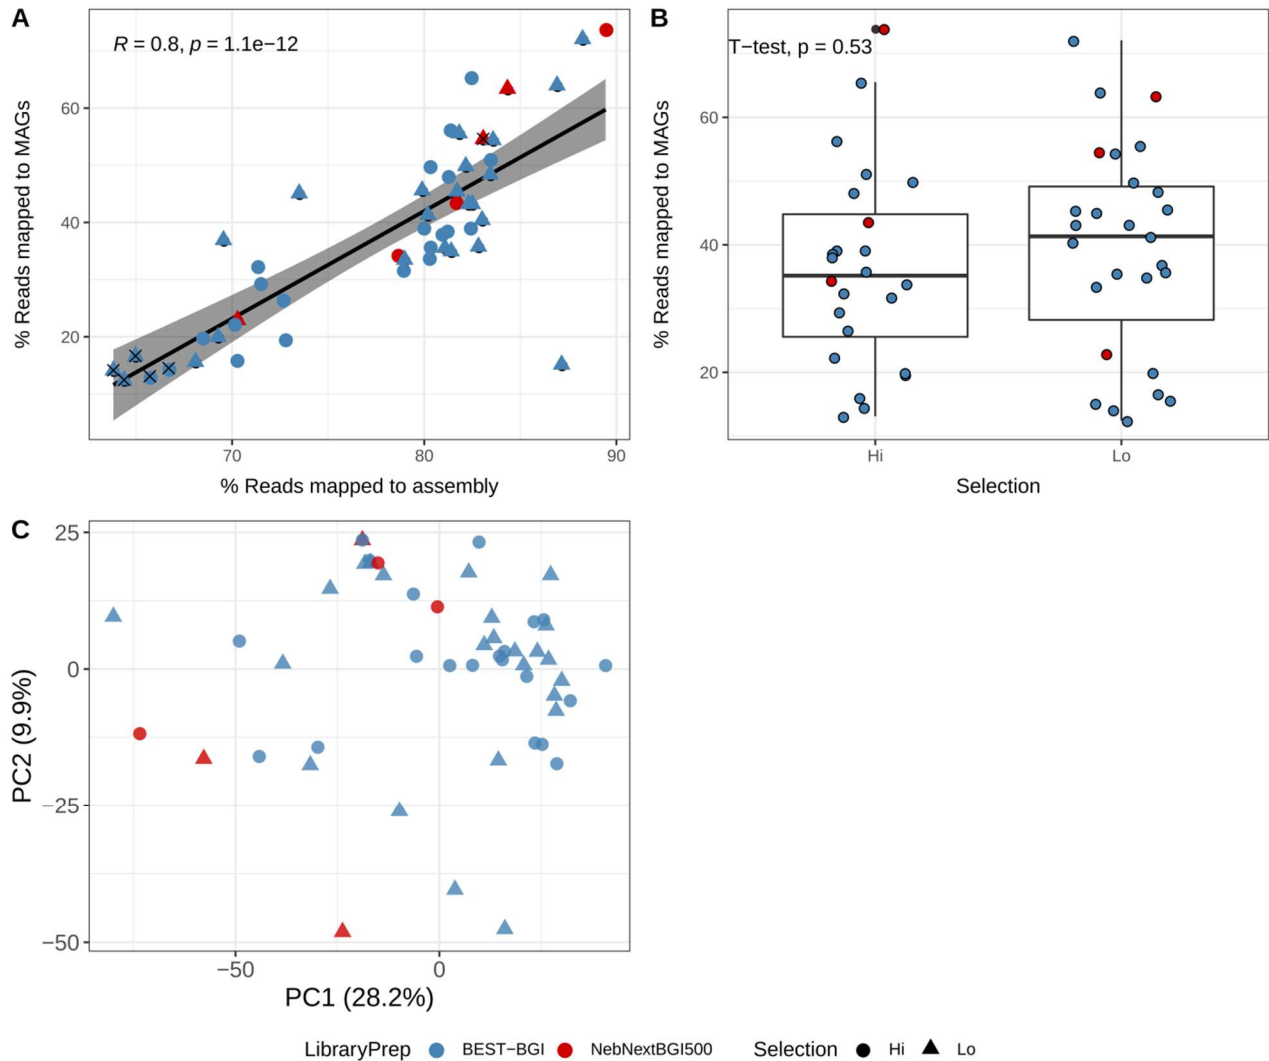 A
R = 0.8, p = 1.1e−12
% Reads mapped to MAGs
60
40
20
70
80
90
% Reads mapped to assembly
B
T−test, p = 0.53
% Reads mapped to MAGs
60
40
20
Hi
Lo
Selection
C
PC2 (9.9%)
25
0
−25
−50
−50
0
PC1 (28.2%)
LibraryPrep BEST−BGI NebNextBGI500 Selection Hi Lo